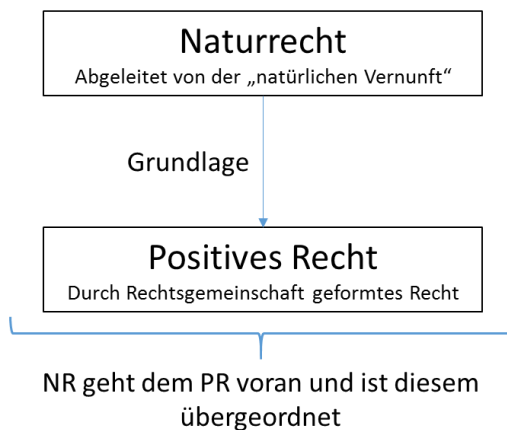 Naturrecht
Abgeleitet von der „natürlichen Vernunft“
Grundlage
Positives Recht
Durch Rechtsgemeinschaft geformtes Recht
NR geht dem PR voran und ist diesem
übergeordnet